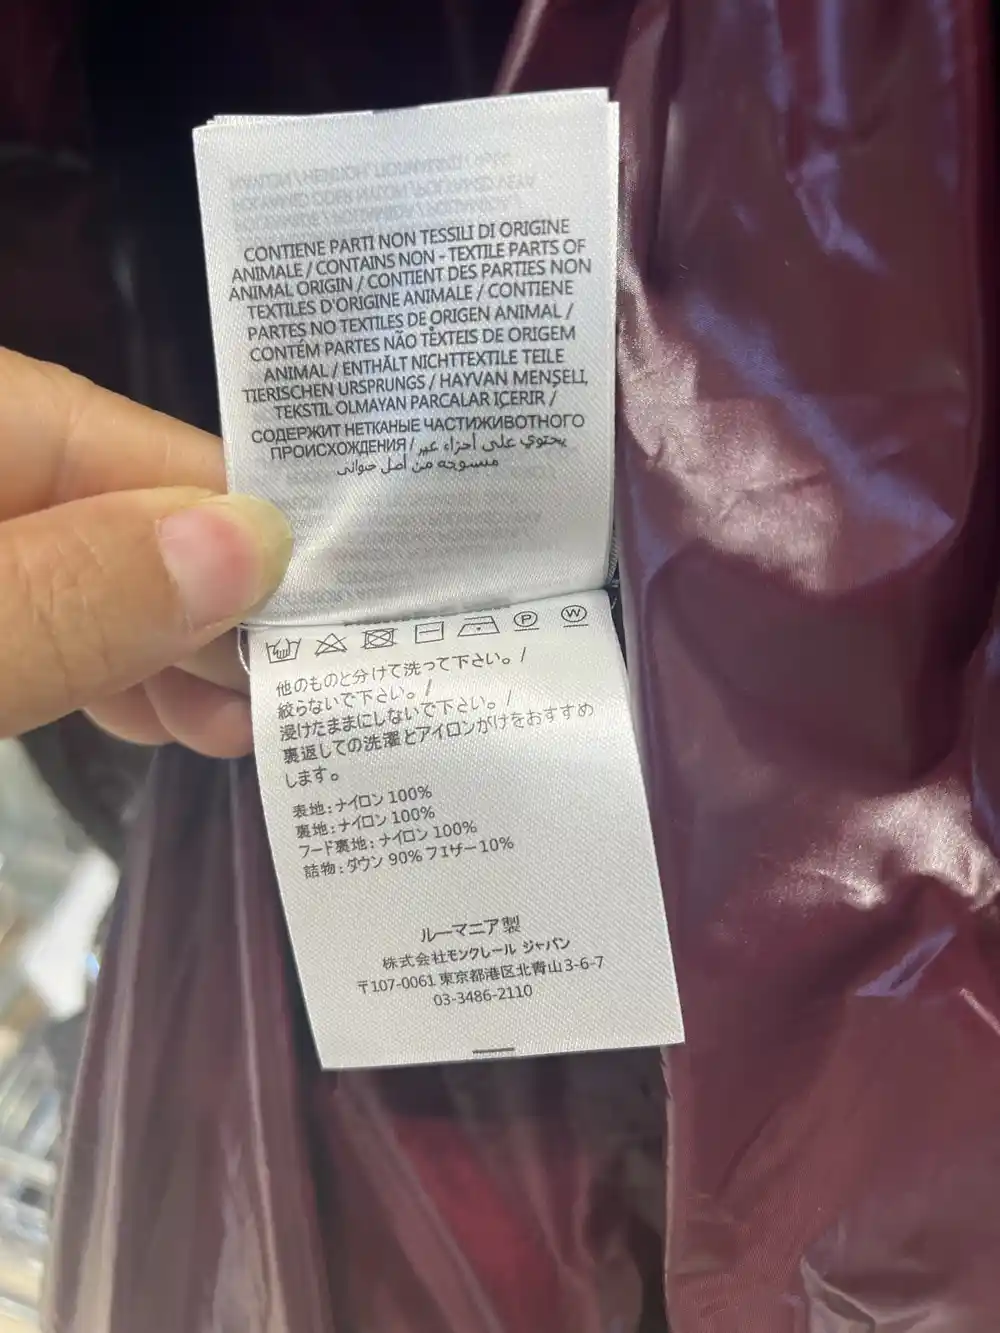 CONTIENE PARTI NON TESSILI DI ORIGINE
ANIMALE / CONTAINS NON - TEXTILE PARTS OF
ANIMAL ORIGIN / CONTIENT DES PARTIES NON
TEXTILES D'ORIGINE ANIMALE / CONTIENE
PARTES NO TEXTILES DE ORIGEN ANIMAL /
CONTÉM PARTES NÃO TÊXTEIS DE ORIGEM
ANIMAL / ENTHÄLT NICHTTEXTILE TEILE
TIERISCHEN URSPRUNGS / HAYVAN MENŞELİ,
TEKSTIL OLMAYAN PARCALAR IÇERIR /
СОДЕРЖИТ НЕТКАНЫЕ ЧАСТИЖИВОТНОГО
ПРОИСХОЖДЕНИЯ / يحتوي على أجزاء غير
منسوجه من أصل حيوانى
P W
他のものと分けて洗って下さい。/
絞らないで下さい。/
浸けたままにしないで下さい。/
裏返しての洗濯とアイロンがけをおすすめ
します。
表地:ナイロン 100%
裏地:ナイロン 100%
フード裏地:ナイロン 100%
詰物:ダウン 90% フェザー 10%
ルーマニア製
株式会社モンクレール ジャパン
〒107-0061 東京都港区北青山 3-6-7
03-3486-2110